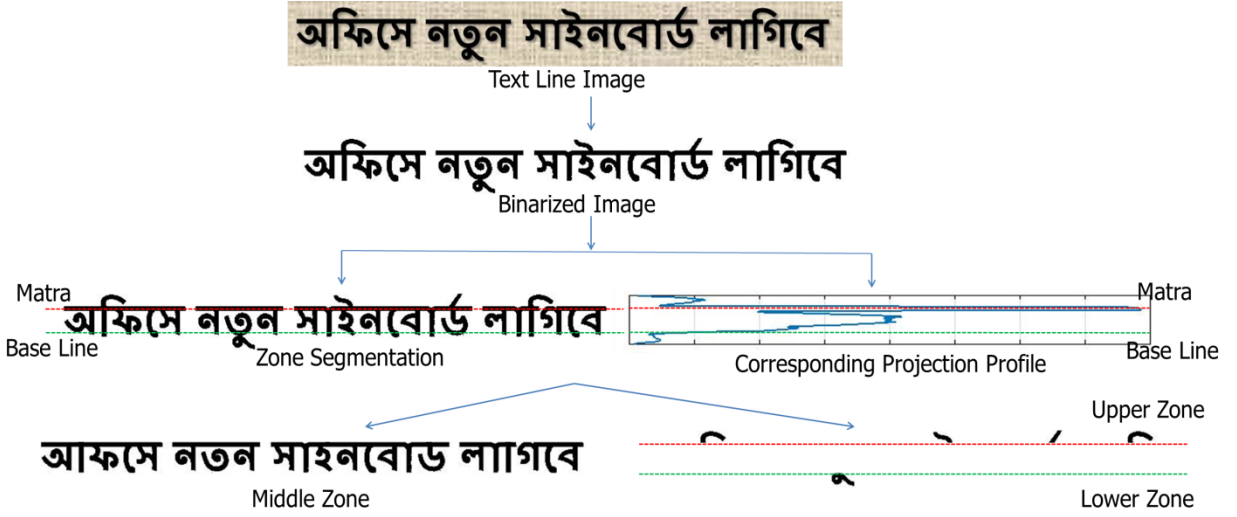 অফিসে নতুন সাইনবোর্ড লাগিবে
Text Line Image
অফিসে নতুন সাইনবোর্ড লাগিবে
Binarized Image
Matra
অফিসে নতুন সাইনবোর্ড লাগিবে
Base Line
Zone Segmentation
Matra
Base Line
Corresponding Projection Profile
Upper Zone
আফসে নতন সাহনবোড লাাগবে
Middle Zone
Lower Zone